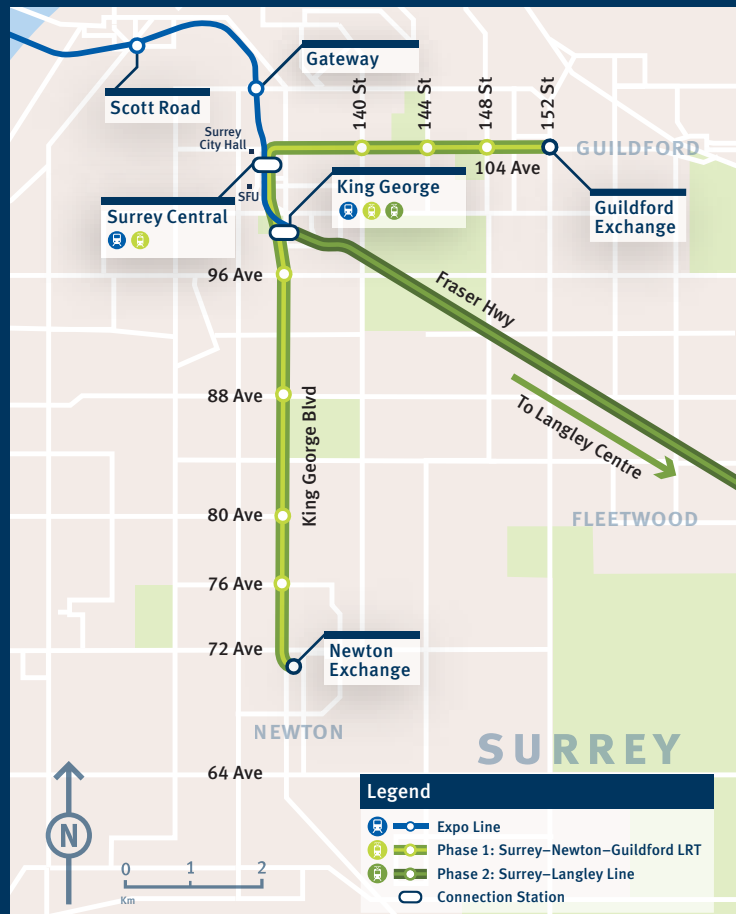 Gateway
Scott Road
140 St
144 St
148 St
152 St
Surrey
City Hall
GUILDFORD
104 Ave
SFU
King George
Surrey Central
Guildford
Exchange
96 Ave
Fraser Hwy
88 Ave
King George Blvd
To Langley Centre
80 Ave
FLEETWOOD
76 Ave
72 Ave
Newton
Exchange
NEWTON
SURREY
64 Ave
N
0 1 2
Km
Legend
Expo Line
Phase 1: Surrey–Newton–Guildford LRT
Phase 2: Surrey–Langley Line
Connection Station